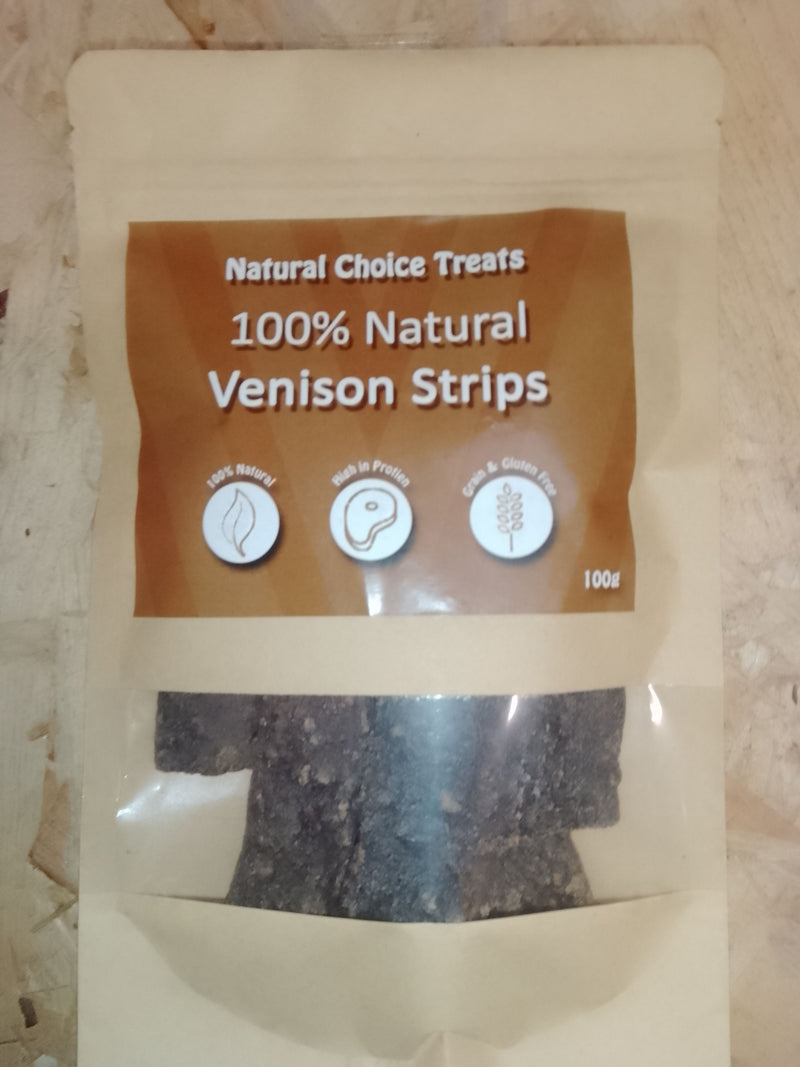 Natural Choice Treats
100% Natural
Venison Strips
100% Natural
High in Protien
Grain & Gluten Free
100g